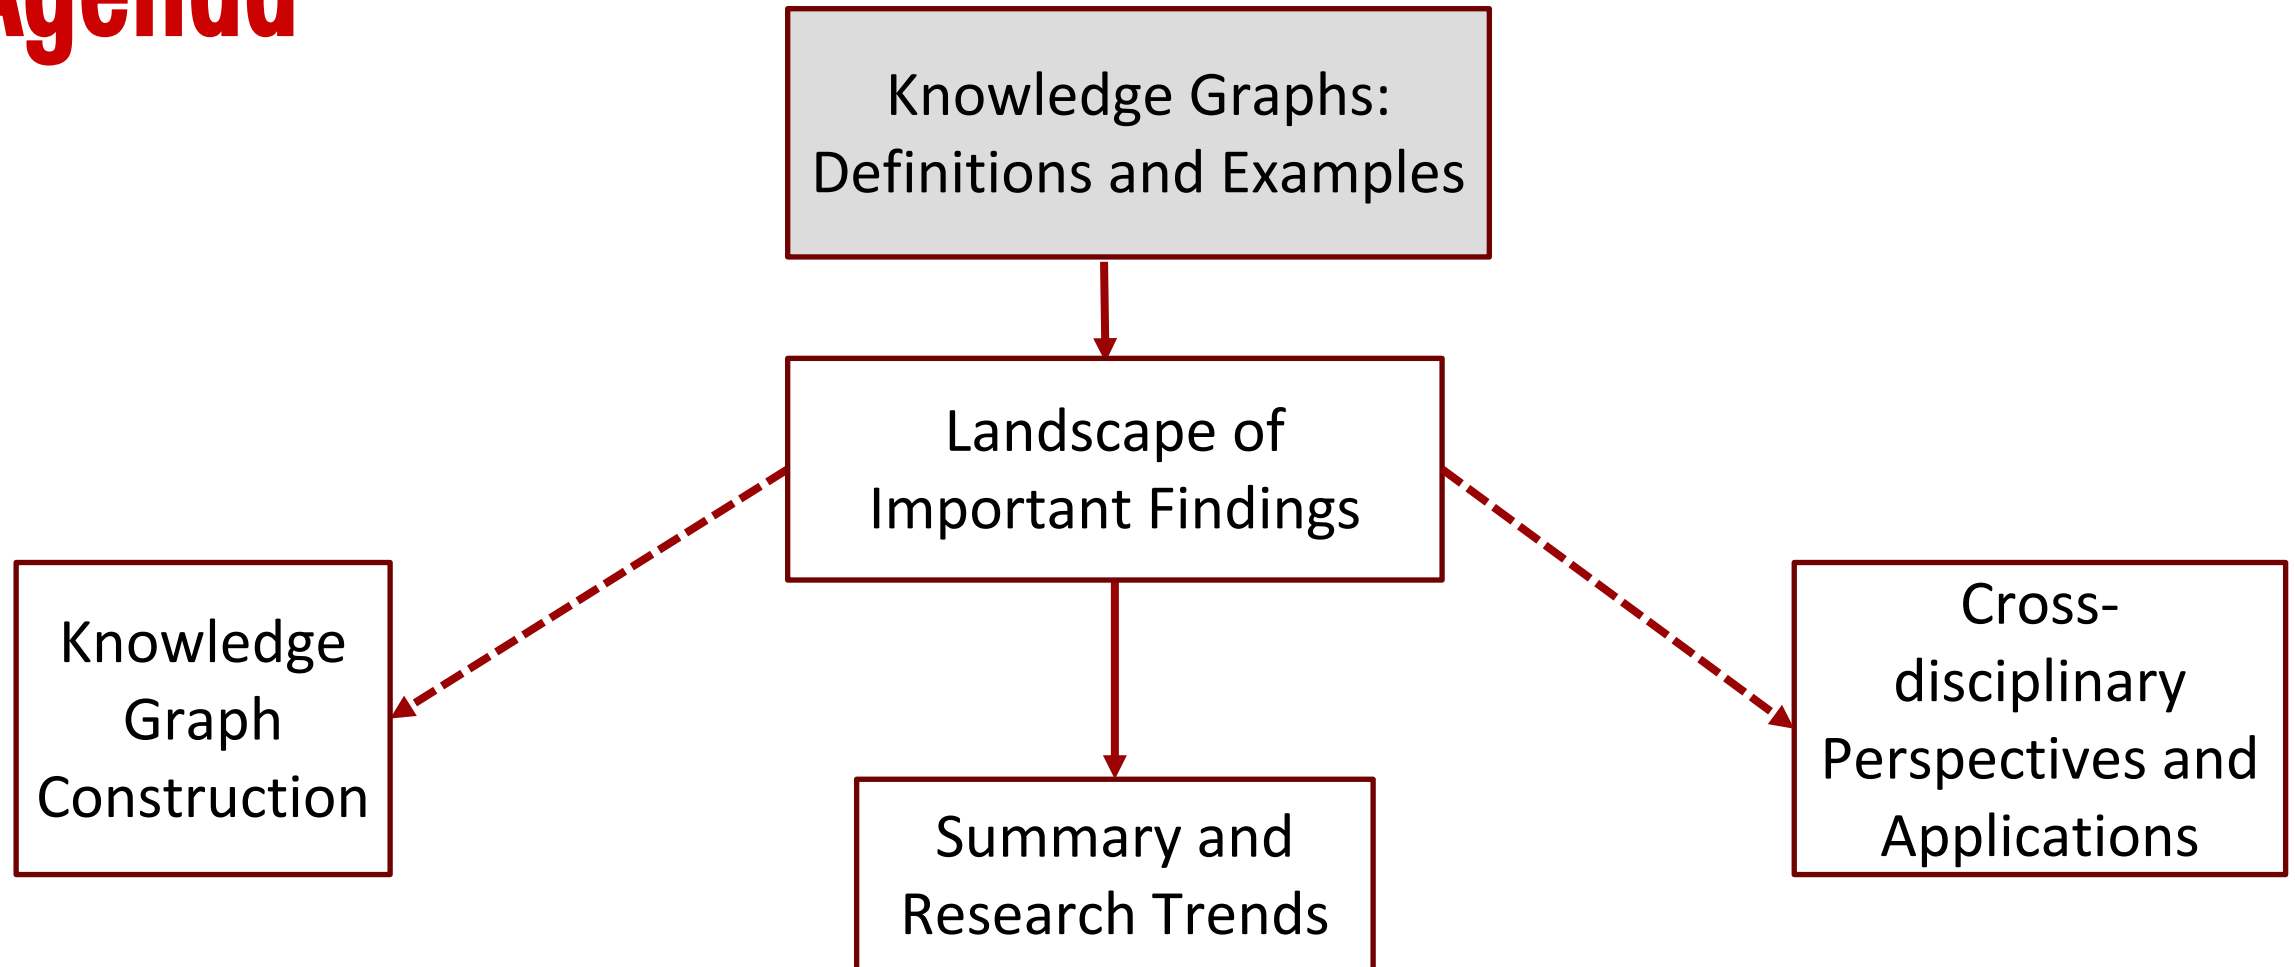 Agenda
Knowledge Graphs:
Definitions and Examples
Landscape of
Important Findings
Knowledge
Graph
Construction
Cross-
disciplinary
Perspectives and
Applications
Summary and
Research Trends